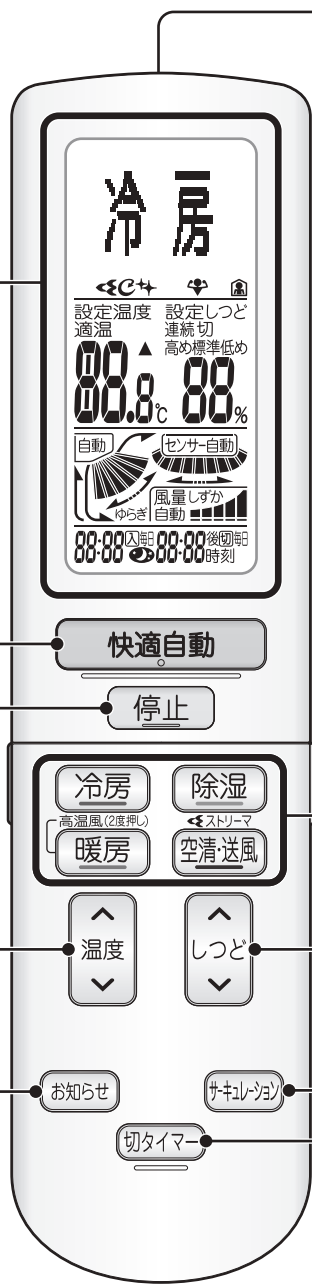 冷房
設定温度 設定しつど
適温 連続切
▲ 高め標準低め
88.8℃ 88%
自動 センサー自動
ゆらぎ 風量しずか
自動
88:88入毎日 88:88後切毎日
時刻
快適自動
停止
冷房 除湿
高温風(2度押し) ストリーマ
暖房 空清・送風
温度 しつど
お知らせ サーキュレーション
切タイマー